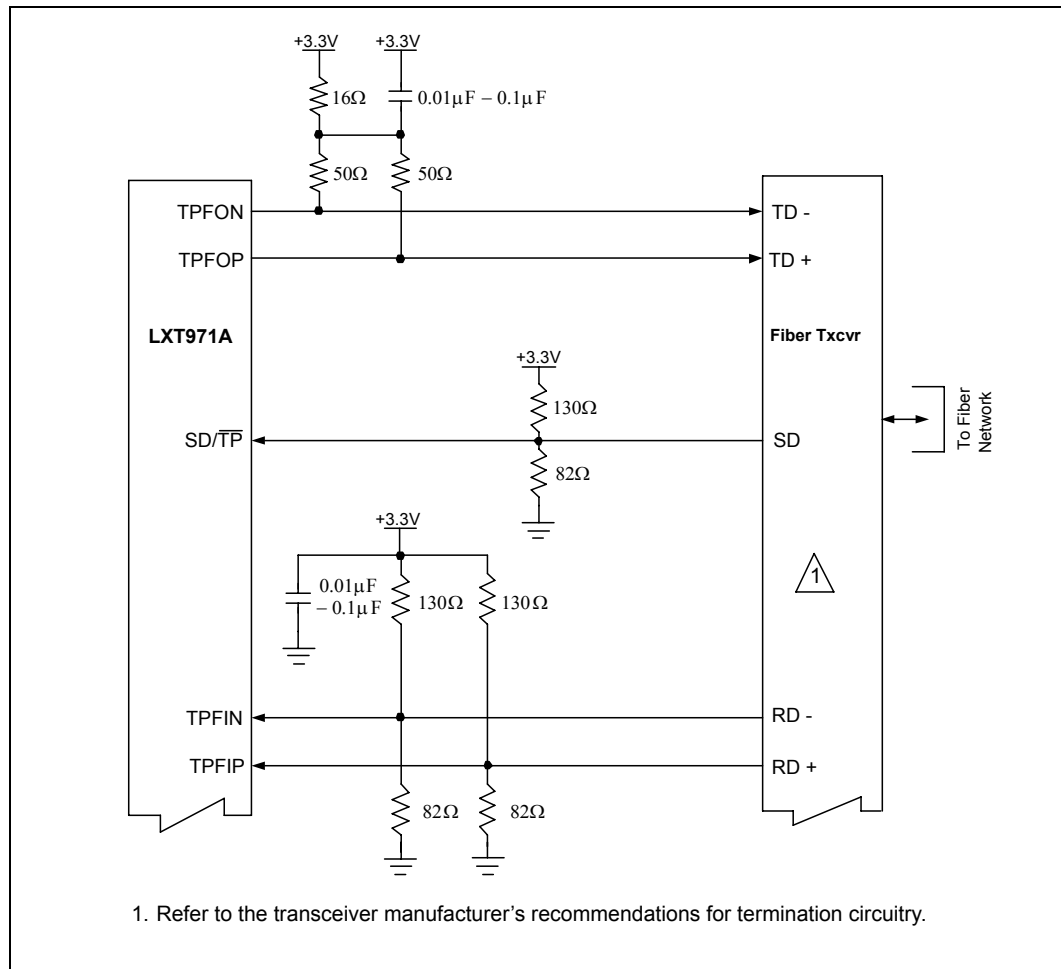 +3.3V +3.3V
16Ω 0.01µF – 0.1µF
50Ω 50Ω
TPFON TD -
TPFOP TD +
LXT971A Fiber Txcvr
+3.3V
130Ω
SD/T̅P̅ SD
To Fiber
Network
82Ω
+3.3V
0.01µF
– 0.1µF
130Ω 130Ω
1
TPFIN RD -
TPFIP RD +
82Ω 82Ω
1. Refer to the transceiver manufacturer’s recommendations for termination circuitry.